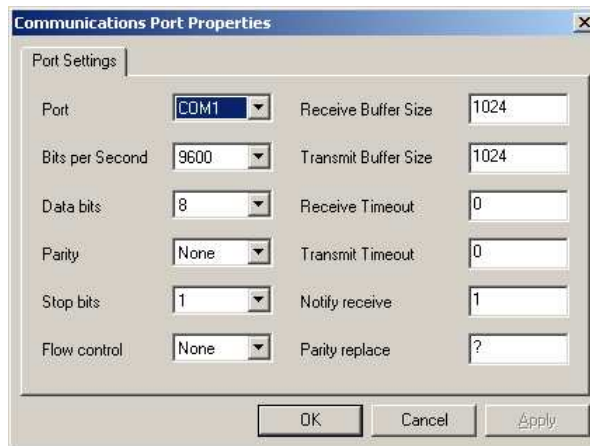 Communications Port Properties
Port Settings
Port COM1 Receive Buffer Size 1024
Bits per Second 9600 Transmit Buffer Size 1024
Data bits 8 Receive Timeout 0
Parity None Transmit Timeout 0
Stop bits 1 Notify receive 1
Flow control None Parity replace ?
OK Cancel Apply